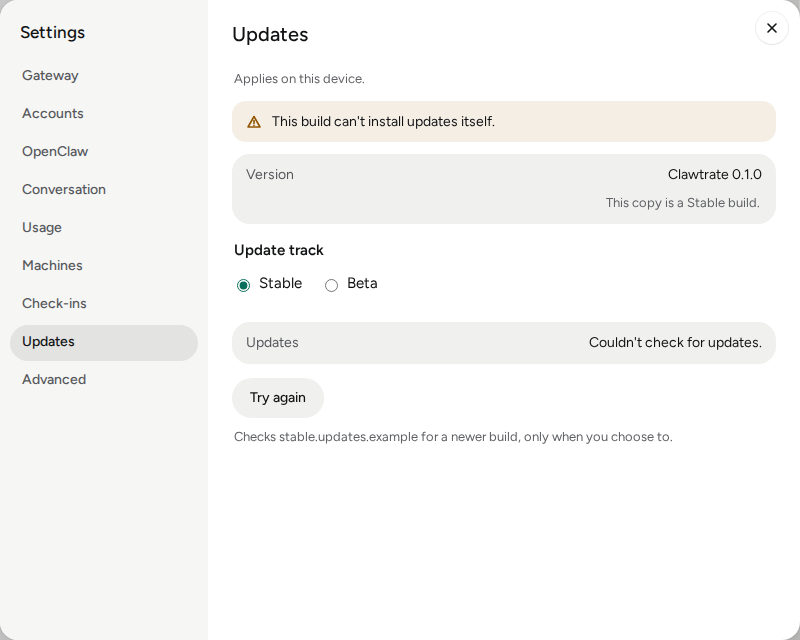 Settings
Gateway
Accounts
OpenClaw
Conversation
Usage
Machines
Check-ins
Updates
Advanced
Updates
Applies on this device.
This build can't install updates itself.
Version
Clawtrate 0.1.0
This copy is a Stable build.
Update track
Stable
Beta
Updates
Couldn't check for updates.
Try again
Checks stable.updates.example for a newer build, only when you choose to.